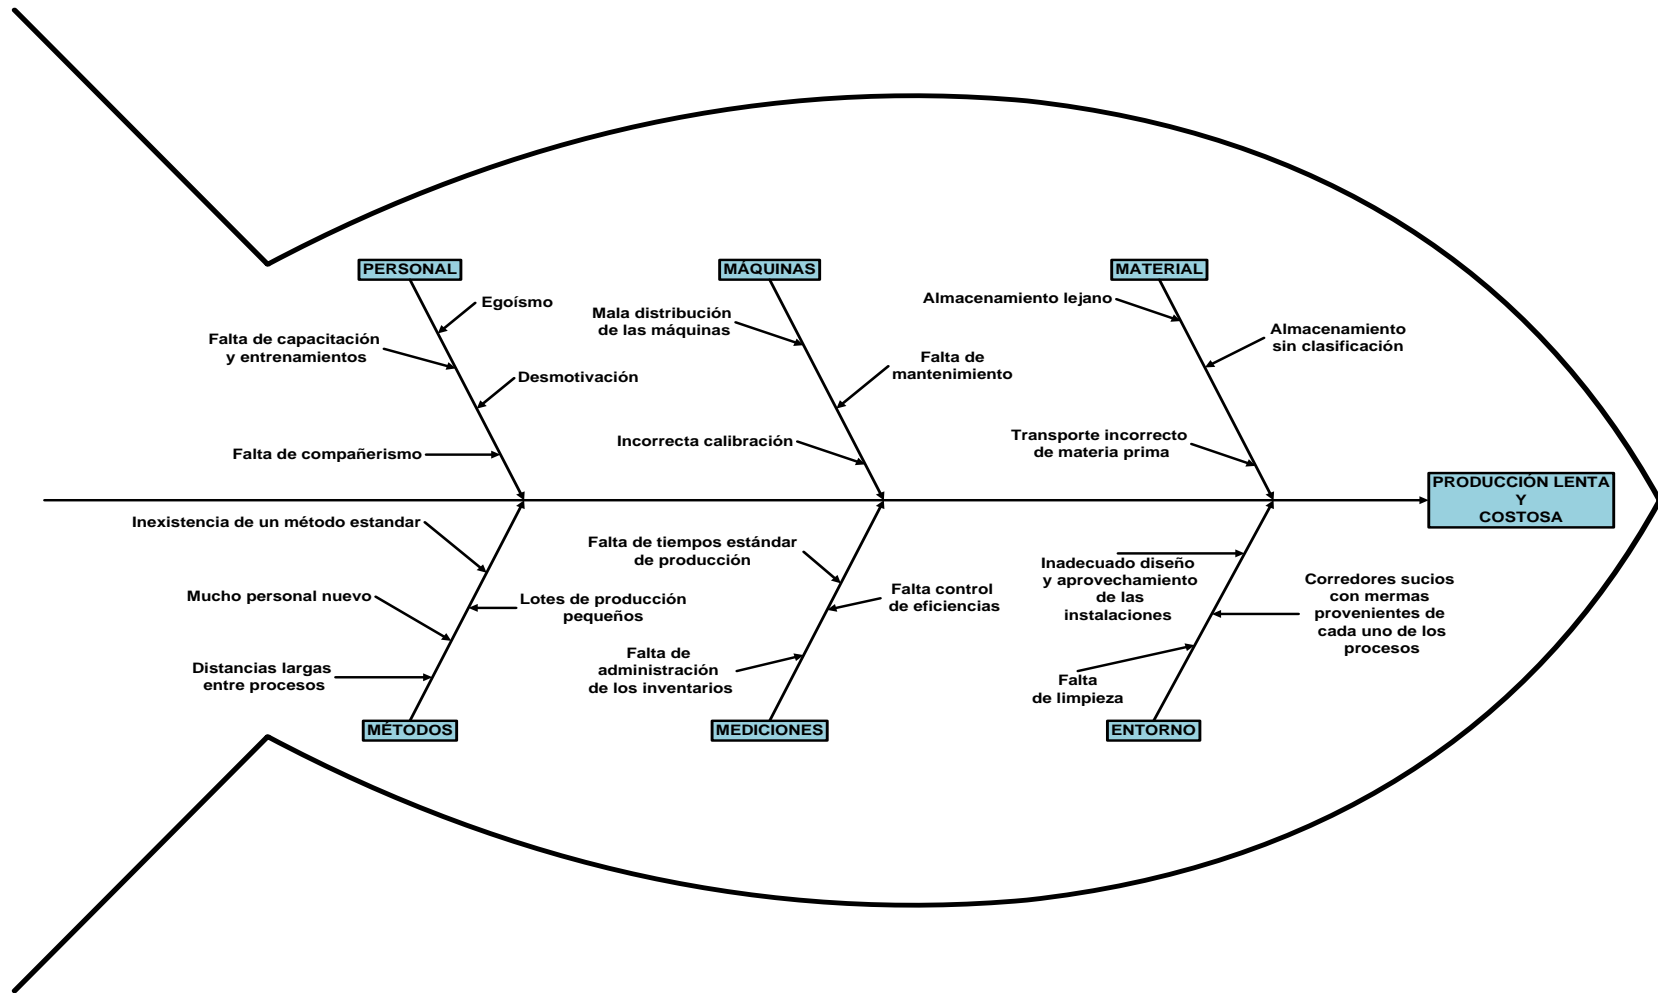 PERSONAL
Egoísmo
Falta de capacitación
y entrenamientos
Desmotivación
Falta de compañerismo
MÁQUINAS
Mala distribución
de las máquinas
Falta de
mantenimiento
Incorrecta calibración
MATERIAL
Almacenamiento lejano
Almacenamiento
sin clasificación
Transporte incorrecto
de materia prima
PRODUCCIÓN LENTA
Y
COSTOSA
Inexistencia de un método estandar
Mucho personal nuevo
Lotes de producción
pequeños
Distancias largas
entre procesos
MÉTODOS
Falta de tiempos estándar
de producción
Falta control
de eficiencias
Falta de
administración
de los inventarios
MEDICIONES
Inadecuado diseño
y aprovechamiento
de las
instalaciones
Corredores sucios
con mermas
provenientes de
cada uno de los
procesos
Falta
de limpieza
ENTORNO